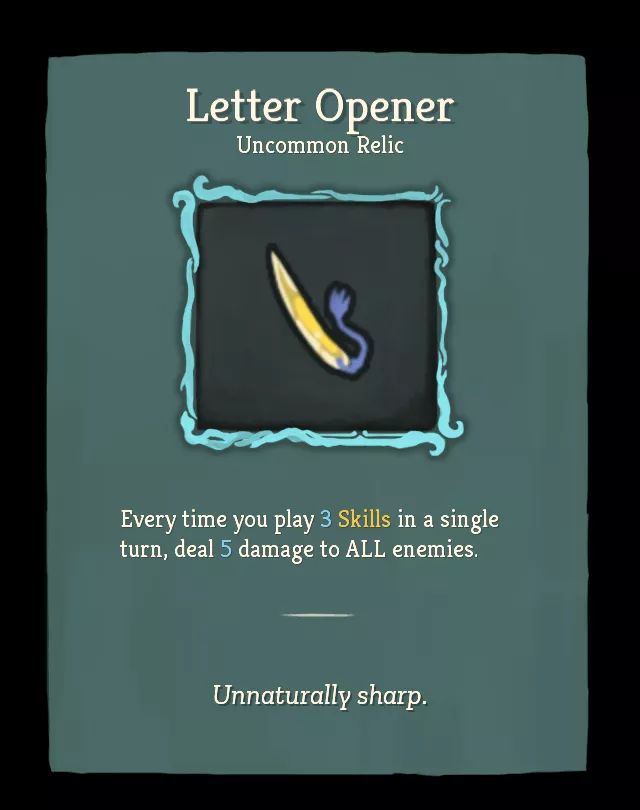 Letter Opener
Uncommon Relic
Every time you play 3 Skills in a single
turn, deal 5 damage to ALL enemies.
Unnaturally sharp.